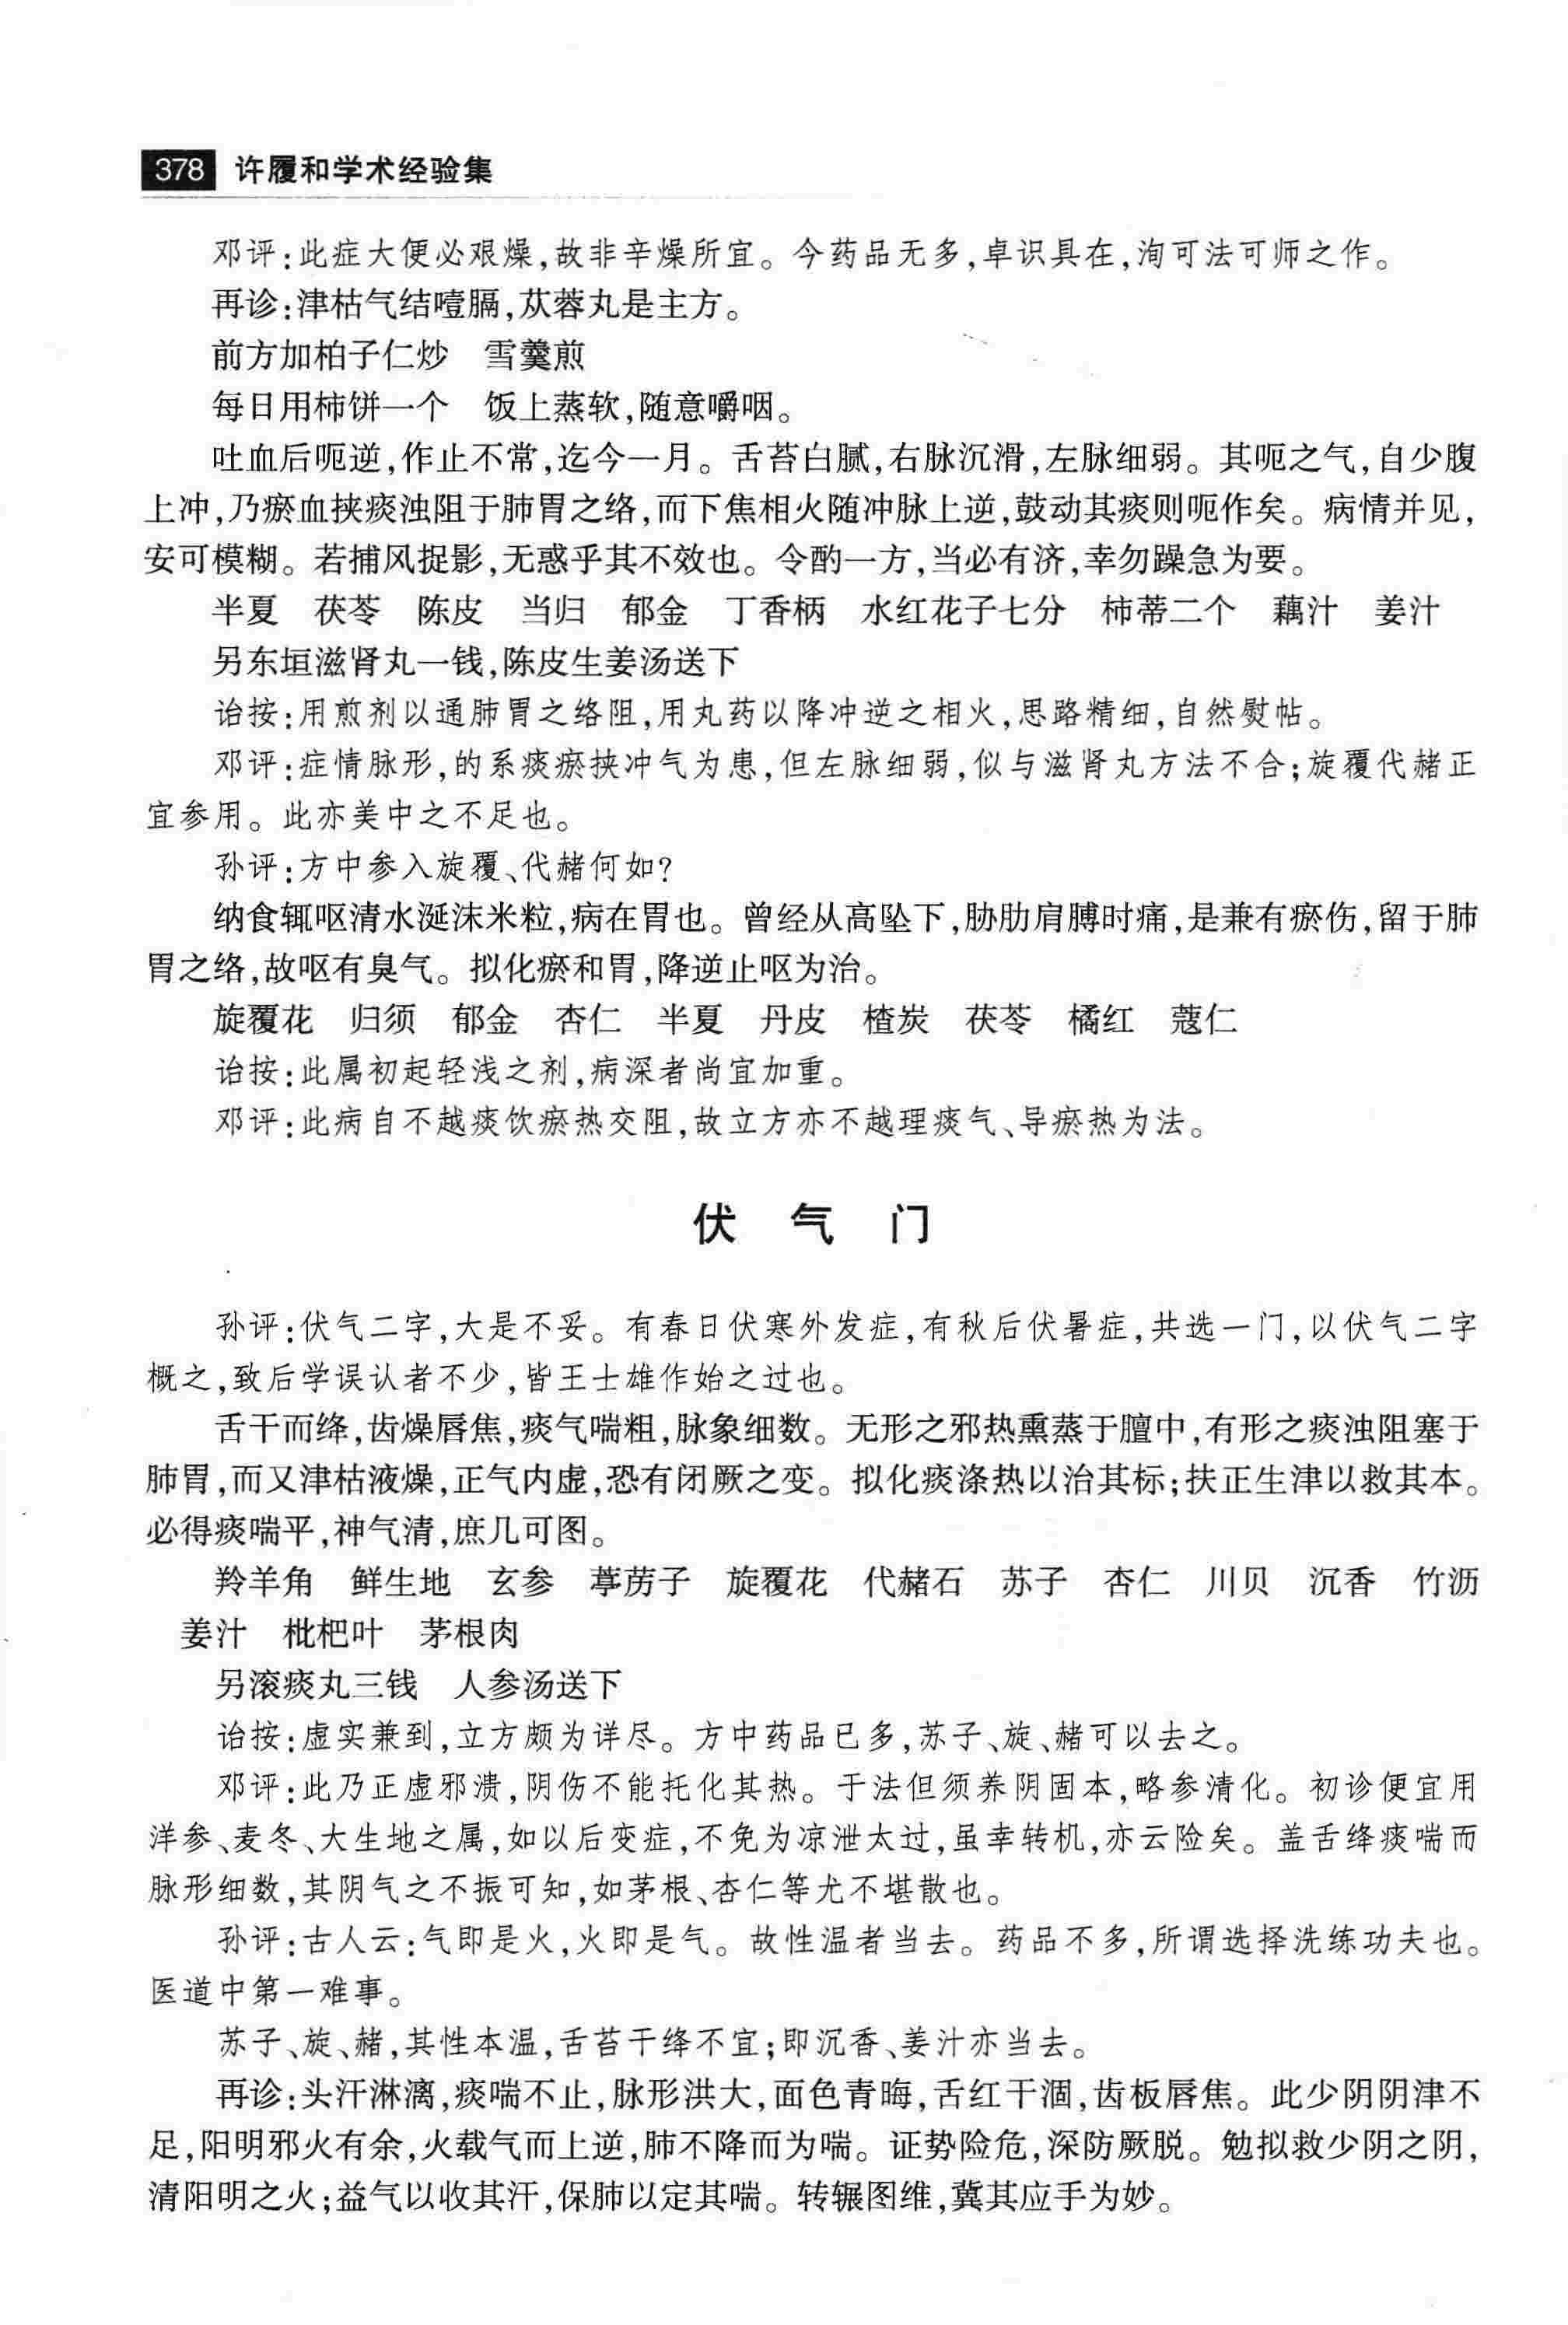 378 许履和学术经验集
邓评:此症大便必艰燥,故非辛燥所宜。今药品无多,卓识具在,洵可法可师之作。
再诊:津枯气结噎膈,苁蓉丸是主方。
前方加柏子仁炒　雪羹煎
每日用柿饼一个　饭上蒸软,随意嚼咽。
吐血后呃逆,作止不常,迄今一月。舌苔白腻,右脉沉滑,左脉细弱。其呃之气,自少腹
上冲,乃瘀血挟痰浊阻于肺胃之络,而下焦相火随冲脉上逆,鼓动其痰则呃作矣。病情并见,
安可模糊。若捕风捉影,无惑乎其不效也。令酌一方,当必有济,幸勿躁急为要。
半夏　茯苓　陈皮　当归　郁金　丁香柄　水红花子七分　柿蒂二个　藕汁　姜汁
另东垣滋肾丸一钱,陈皮生姜汤送下
诒按:用煎剂以通肺胃之络阻,用丸药以降冲逆之相火,思路精细,自然熨帖。
邓评:症情脉形,的系痰瘀挟冲气为患,但左脉细弱,似与滋肾丸方法不合;旋覆代赭正
宜参用。此亦美中之不足也。
孙评:方中参入旋覆、代赭何如?
纳食辄呕清水涎沫米粒,病在胃也。曾经从高坠下,胁肋肩膊时痛,是兼有瘀伤,留于肺
胃之络,故呕有臭气。拟化瘀和胃,降逆止呕为治。
旋覆花　归须　郁金　杏仁　半夏　丹皮　楂炭　茯苓　橘红　蔻仁
诒按:此属初起轻浅之剂,病深者尚宜加重。
邓评:此病自不越痰饮瘀热交阻,故立方亦不越理痰气、导瘀热为法。
伏　气　门
孙评:伏气二字,大是不妥。有春日伏寒外发症,有秋后伏暑症,共选一门,以伏气二字
概之,致后学误认者不少,皆王士雄作始之过也。
舌干而绛,齿燥唇焦,痰气喘粗,脉象细数。无形之邪热熏蒸于膻中,有形之痰浊阻塞于
肺胃,而又津枯液燥,正气内虚,恐有闭厥之变。拟化痰涤热以治其标;扶正生津以救其本。
必得痰喘平,神气清,庶几可图。
羚羊角　鲜生地　玄参　葶苈子　旋覆花　代赭石　苏子　杏仁　川贝　沉香　竹沥
姜汁　枇杷叶　茅根肉
另滚痰丸三钱　人参汤送下
诒按:虚实兼到,立方颇为详尽。方中药品已多,苏子、旋、赭可以去之。
邓评:此乃正虚邪溃,阴伤不能托化其热。于法但须养阴固本,略参清化。初诊便宜用
洋参、麦冬、大生地之属,如以后变症,不免为凉泄太过,虽幸转机,亦云险矣。盖舌绛痰喘而
脉形细数,其阴气之不振可知,如茅根、杏仁等尤不堪散也。
孙评:古人云:气即是火,火即是气。故性温者当去。药品不多,所谓选择洗练功夫也。
医道中第一难事。
苏子、旋、赭,其性本温,舌苔干绛不宜;即沉香、姜汁亦当去。
再诊:头汗淋漓,痰喘不止,脉形洪大,面色青晦,舌红干涸,齿板唇焦。此少阴阴津不
足,阳明邪火有余,火载气而上逆,肺不降而为喘。证势险危,深防厥脱。勉拟救少阴之阴,
清阳明之火;益气以收其汗,保肺以定其喘。转辗图维,冀其应手为妙。